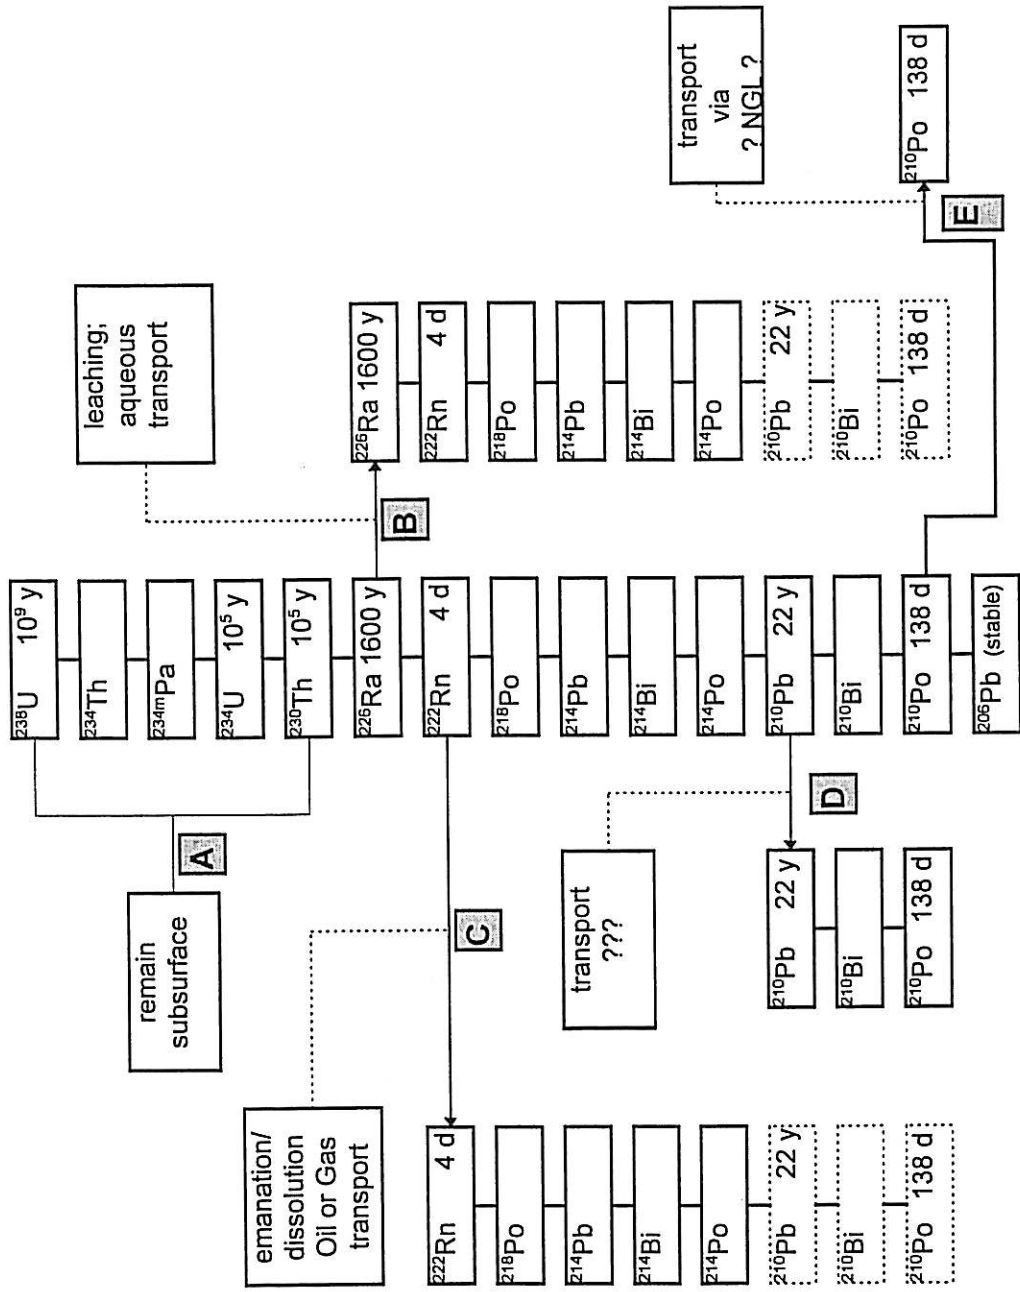 remain
subsurface
A
²³⁸U 10⁹ y
²³⁴Th
²³⁴ᵐPa
²³⁴U 10⁵ y
²³⁰Th 10⁵ y
²²⁶Ra 1600 y
²²²Rn 4 d
²¹⁸Po
²¹⁴Pb
²¹⁴Bi
²¹⁴Po
²¹⁰Pb 22 y
²¹⁰Bi
²¹⁰Po 138 d
²⁰⁶Pb (stable)
leaching;
aqueous
transport
B
²²⁶Ra 1600 y
²²²Rn 4 d
²¹⁸Po
²¹⁴Pb
²¹⁴Bi
²¹⁴Po
²¹⁰Pb 22 y
²¹⁰Bi
²¹⁰Po 138 d
emanation/
dissolution
Oil or Gas
transport
C
²²²Rn 4 d
²¹⁸Po
²¹⁴Pb
²¹⁴Bi
²¹⁴Po
²¹⁰Pb 22 y
²¹⁰Bi
²¹⁰Po 138 d
transport
???
D
²¹⁰Pb 22 y
²¹⁰Bi
²¹⁰Po 138 d
transport
via
? NGL ?
E
²¹⁰Po 138 d